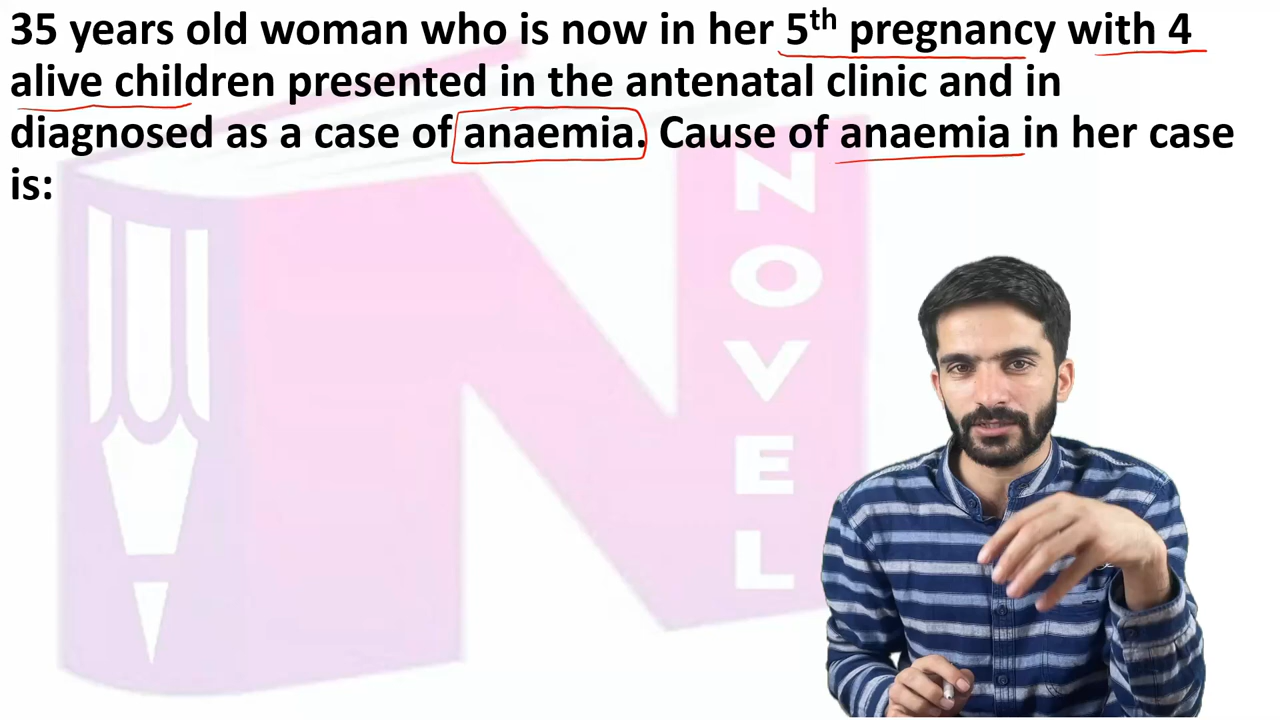 35 years old woman who is now in her 5th pregnancy with 4
alive children presented in the antenatal clinic and in
diagnosed as a case of anaemia. Cause of anaemia in her case
is:
NOVEL